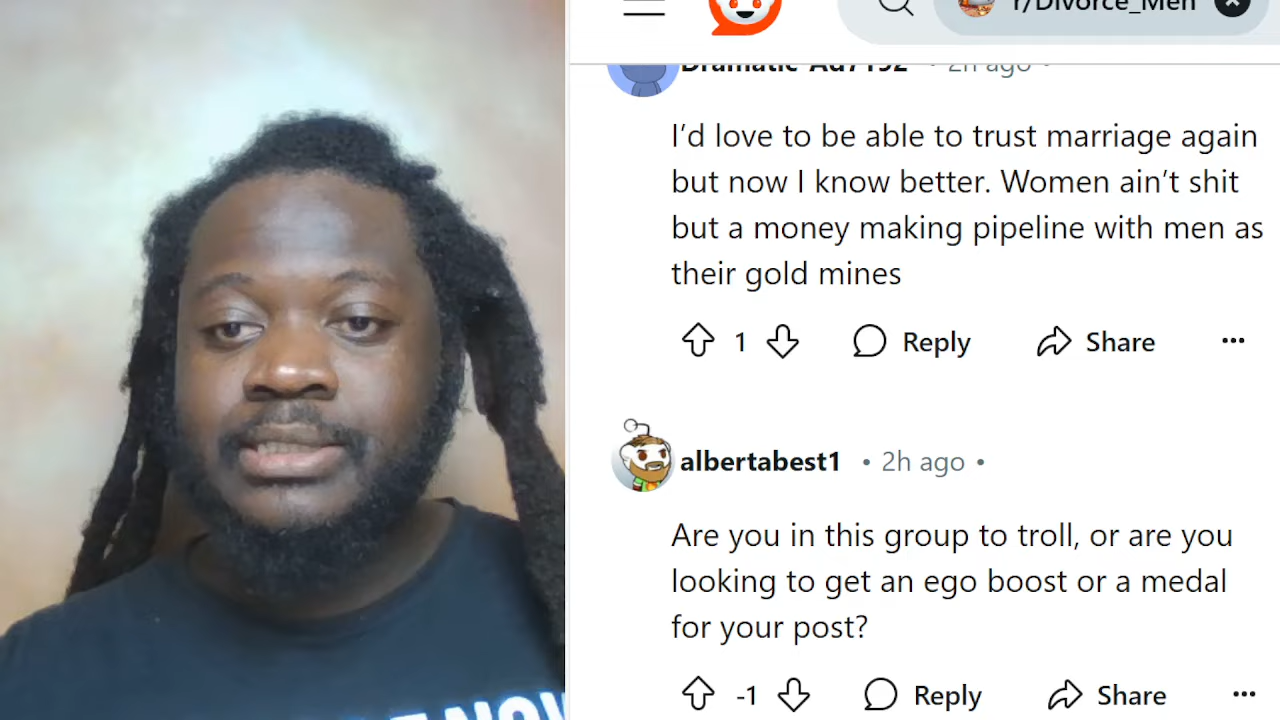 r/Divorce_Men
Dramatic-Ad7192 • 2h ago •
I’d love to be able to trust marriage again
but now I know better. Women ain’t shit
but a money making pipeline with men as
their gold mines
1 Reply Share
albertabest1 • 2h ago •
Are you in this group to troll, or are you
looking to get an ego boost or a medal
for your post?
-1 Reply Share